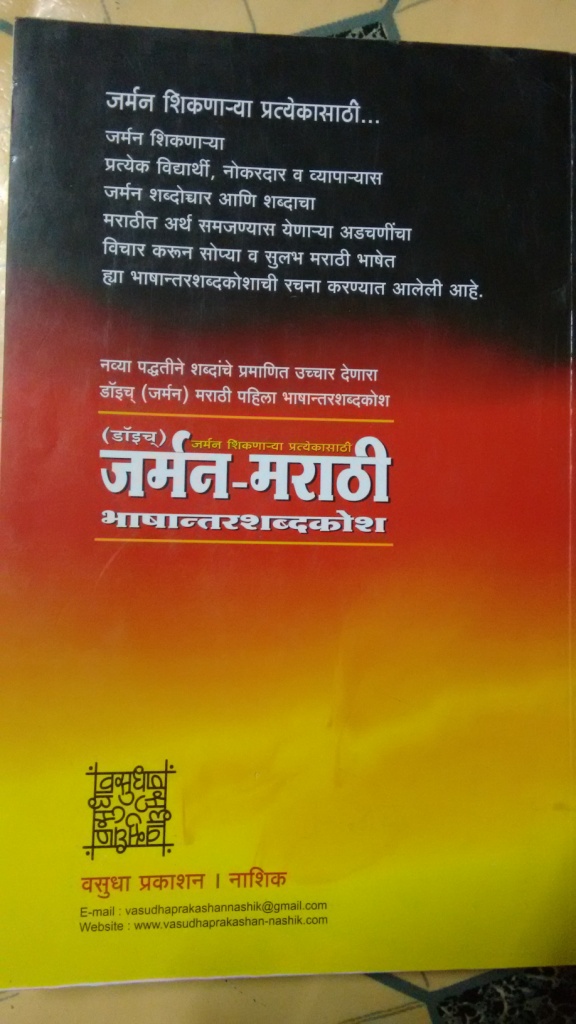 जर्मन शिकणाऱ्या प्रत्येकासाठी...
जर्मन शिकणाऱ्या
प्रत्येक विद्यार्थी, नोकरदार व व्यापाऱ्यास
जर्मन शब्दोच्चार आणि शब्दाचा
मराठीत अर्थ समजण्यास येणाऱ्या अडचणींचा
विचार करून सोप्या व सुलभ मराठी भाषेत
ह्या भाषान्तरशब्दकोशाची रचना करण्यात आलेली आहे.
नव्या पद्धतीने शब्दांचे प्रमाणित उच्चार देणारा
डॉइच् (जर्मन) मराठी पहिला भाषान्तरशब्दकोश
(डॉइच्) जर्मन शिकणाऱ्या प्रत्येकासाठी
जर्मन-मराठी
भाषान्तरशब्दकोश
वसुधा
वसुधा प्रकाशन । नाशिक
E-mail : vasudhaprakashannashik@gmail.com
Website : www.vasudhaprakashan-nashik.com